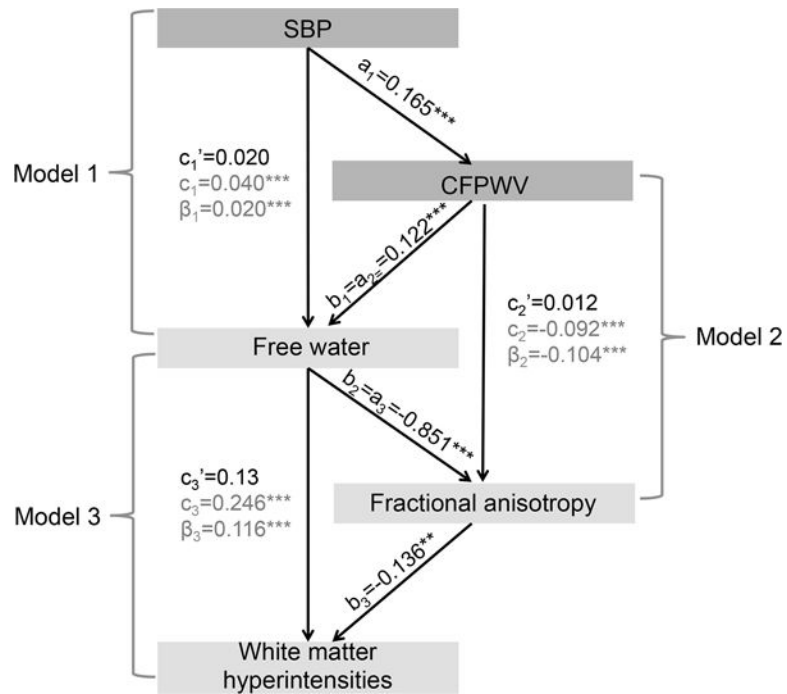 SBP
a₁=0.165***
Model 1
c₁'=0.020
c₁=0.040***
β₁=0.020***
CFPWV
b₁=a₂₌=0.122***
c₂'=0.012
c₂=-0.092***
β₂=-0.104***
Model 2
Free water
b₂=a₃=-0.851***
c₃'=0.13
c₃=0.246***
β₃=0.116***
Model 3
Fractional anisotropy
b₃=-0.136**
White matter
hyperintensities